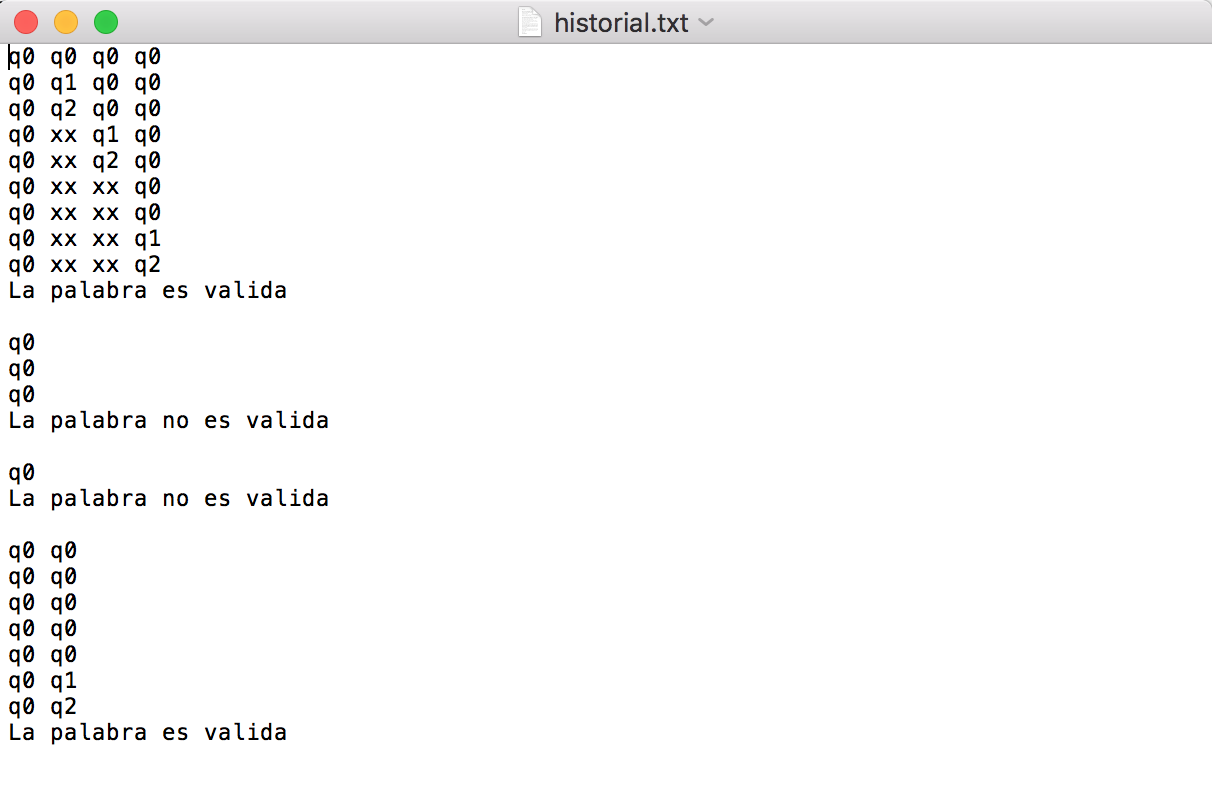 historial.txt
q0 q0 q0 q0
q0 q1 q0 q0
q0 q2 q0 q0
q0 xx q1 q0
q0 xx q2 q0
q0 xx xx q0
q0 xx xx q0
q0 xx xx q1
q0 xx xx q2
La palabra es valida

q0
q0
q0
La palabra no es valida

q0
La palabra no es valida

q0 q0
q0 q0
q0 q0
q0 q0
q0 q0
q0 q1
q0 q2
La palabra es valida